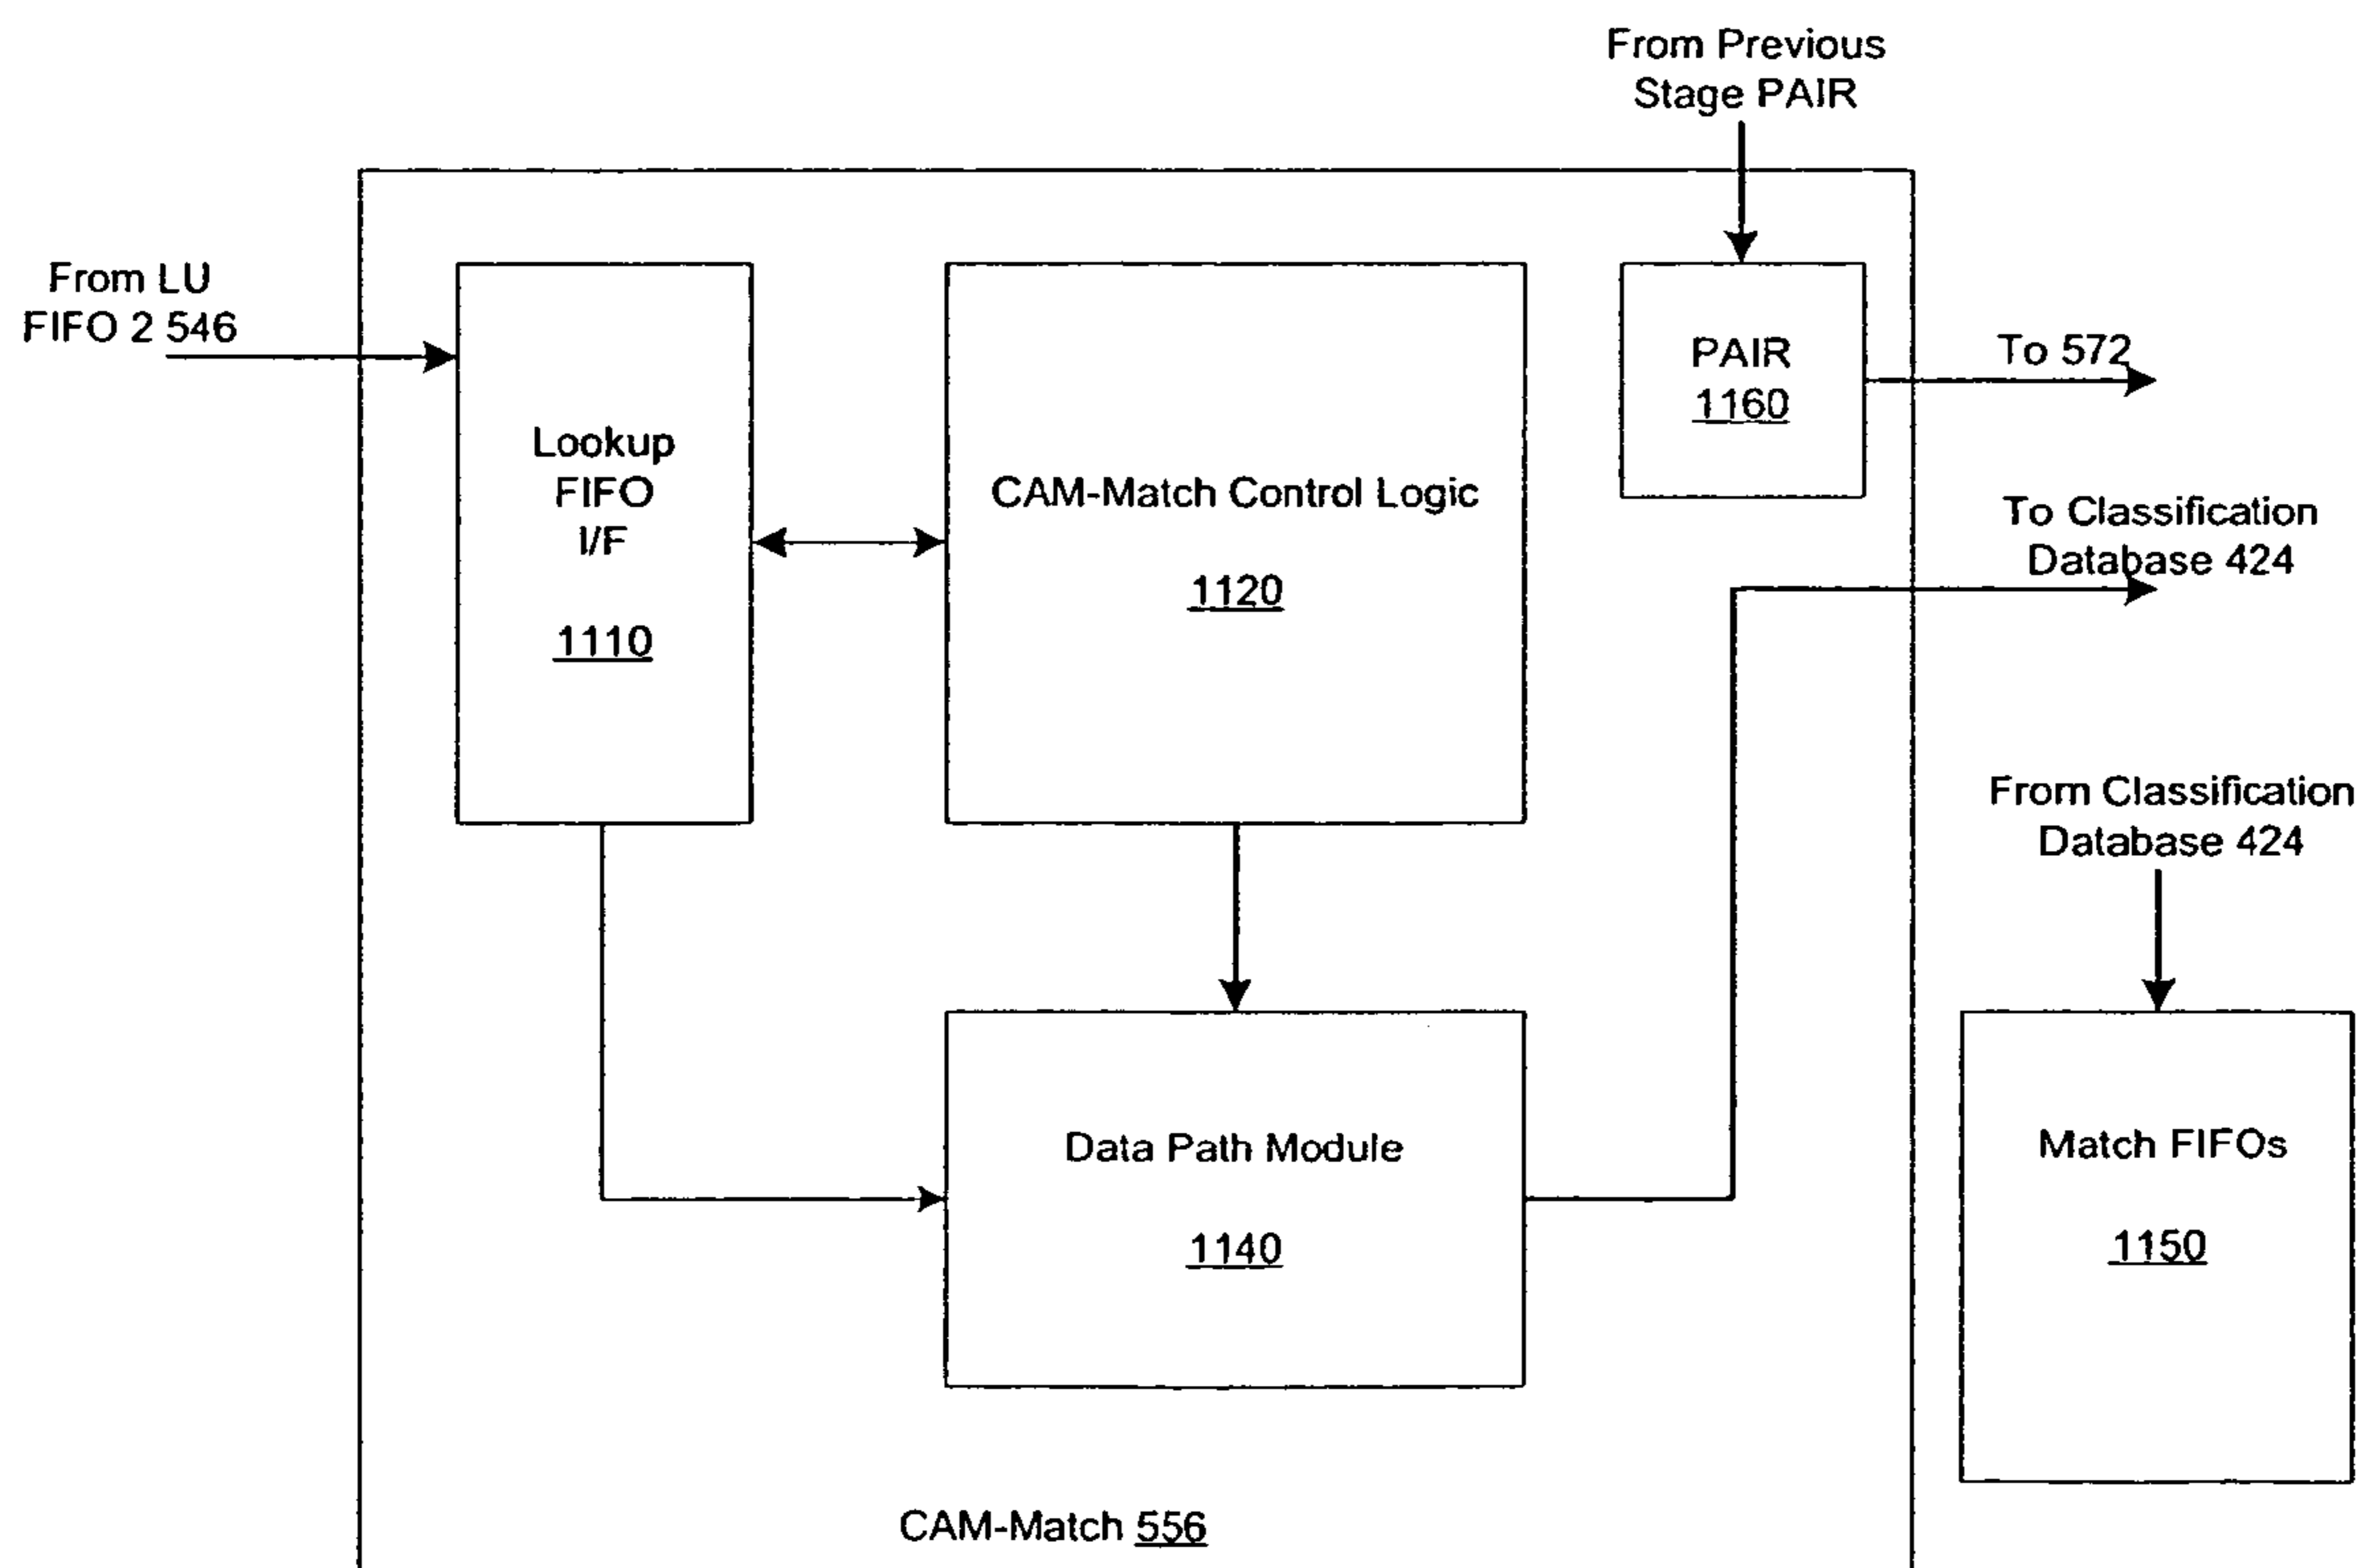 From Previous
Stage PAIR
From LU
FIFO 2 546
Lookup
FIFO
I/F
1110
CAM-Match Control Logic
1120
PAIR
1160
To 572
To Classification
Database 424
From Classification
Database 424
Data Path Module
1140
Match FIFOs
1150
CAM-Match 556